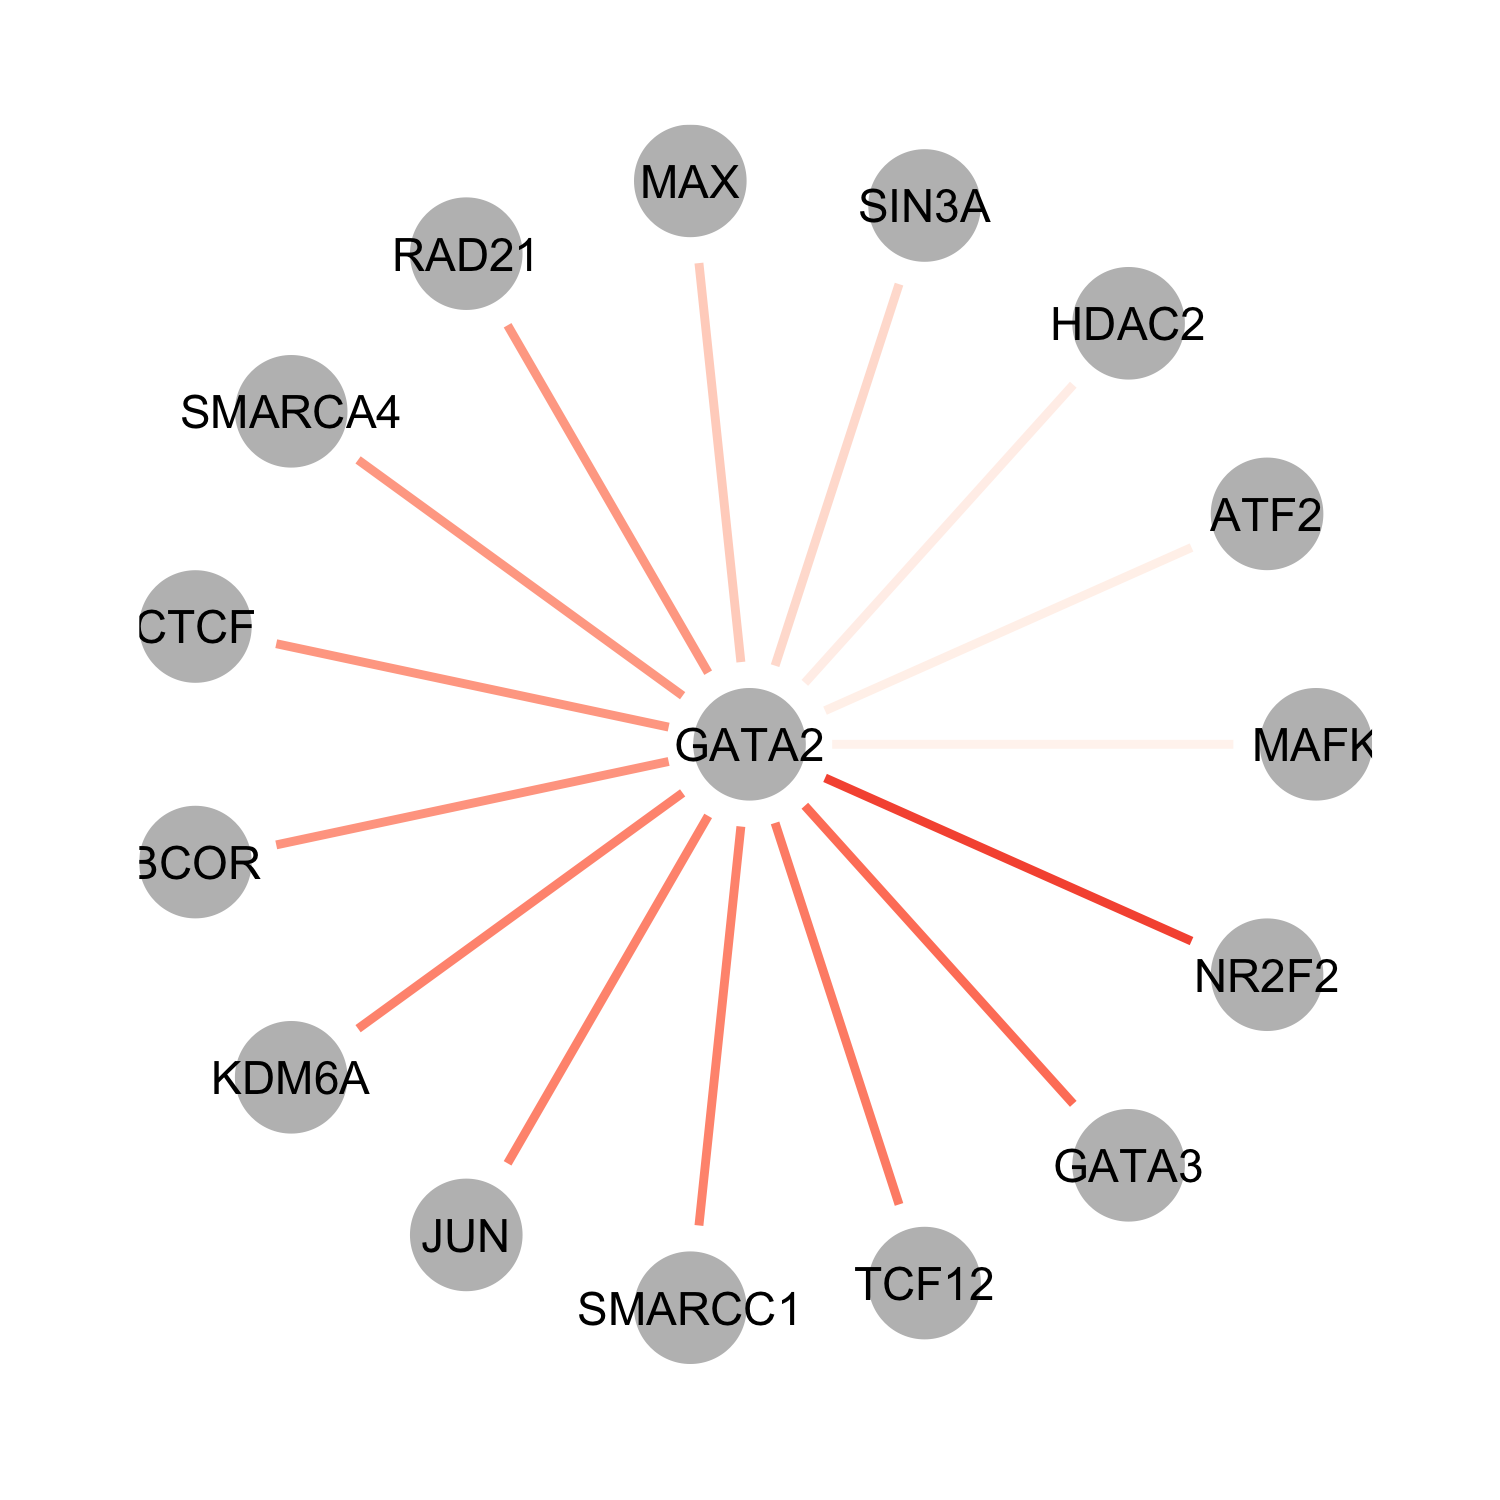 MAX
SIN3A
RAD21
HDAC2
SMARCA4
ATF2
CTCF
GATA2
MAFK
BCOR
NR2F2
KDM6A
GATA3
JUN
TCF12
SMARCC1